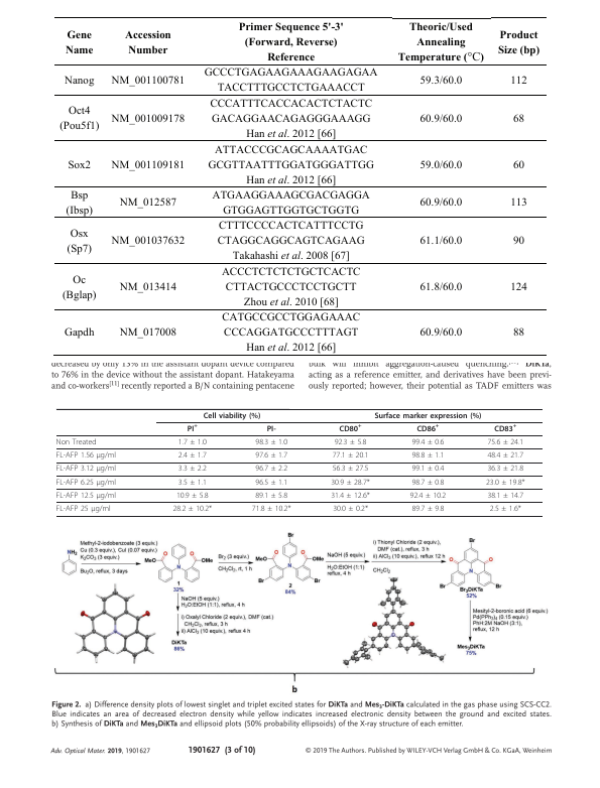 Gene Name Accession Number Primer Sequence 5'-3' (Forward, Reverse) Reference Theoric/Used Annealing Temperature (°C) Product Size (bp)
Nanog NM_001100781 GCCCTGAGAAGAAAGAAGAGAA TACCTTTGCCTCTGAAACCT 59.3/60.0 112
Oct4 (Pou5f1) NM_001009178 CCCATTTCACCACACTCTACTC GACAGGAACAGAGGGAAAGG Han et al. 2012 [66] 60.9/60.0 68
Sox2 NM_001109181 ATTACCCGCAGCAAAATGAC GCGTTAATTTGGATGGGATTGG Han et al. 2012 [66] 59.0/60.0 60
Bsp (Ibsp) NM_012587 ATGAAGGAAAGCGACGAGGA GTGGAGTTGGTGCTGGTG 60.9/60.0 113
Osx (Sp7) NM_001037632 CTTTCCCCACTCATTTCCTG CTAGGCAGGCAGTCAGAAG Takahashi et al. 2008 [67] 61.1/60.0 90
Oc (Bglap) NM_013414 ACCCTCTCTCTGCTCACTC CTTACTGCCCTCCTGCTT Zhou et al. 2010 [68] 61.8/60.0 124
Gapdh NM_017008 CATGCCGCCTGGAGAAAC CCCAGGATGCCCTTTAGT Han et al. 2012 [66] 60.9/60.0 88
decreased by only 13% in the assistant dopant device compared
to 76% in the device without the assistant dopant. Hatakeyama
and co-workers[11] recently reported a B/N containing pentacene
bulk will inhibit aggregation-caused quenching. DiKTa,
acting as a reference emitter, and derivatives have been previ-
ously reported; however, their potential as TADF emitters was
Cell viability (%) Surface marker expression (%)
PI+ PI- CD80+ CD86+ CD83+
Non Treated 1.7 ± 1.0 98.3 ± 1.0 92.3 ± 5.8 99.4 ± 0.6 75.6 ± 24.1
FL-AFP 1.56 μg/ml 2.4 ± 1.7 97.6 ± 1.7 77.1 ± 20.1 98.8 ± 1.1 48.4 ± 21.7
FL-AFP 3.12 μg/ml 3.3 ± 2.2 96.7 ± 2.2 56.3 ± 27.5 99.1 ± 0.4 36.3 ± 21.8
FL-AFP 6.25 μg/ml 3.5 ± 1.1 96.5 ± 1.1 30.9 ± 28.7* 98.7 ± 0.8 23.0 ± 19.8*
FL-AFP 12.5 μg/ml 10.9 ± 5.8 89.1 ± 5.8 31.4 ± 12.6* 92.4 ± 10.2 38.1 ± 14.7
FL-AFP 25 μg/ml 28.2 ± 10.2* 71.8 ± 10.2* 30.0 ± 0.2* 89.7 ± 9.8 2.5 ± 1.6*
NH2
Methyl-2-iodobenzoate (3 equiv.)
Cu (0.3 equiv.), CuI (0.07 equiv.)
K2CO3 (3 equiv.)
Bu2O, reflux, 3 days
MeO
OMe
1
32%
Br2 (3 equiv.)
CH2Cl2, rt, 1 h
MeO
OMe
Br
Br
Br
2
84%
NaOH (5 equiv.)
H2O:EtOH (1:1)
reflux, 4 h
i) Thionyl Chloride (2 equiv.),
DMF (cat.), reflux, 3 h
ii) AlCl3 (10 equiv.), reflux 12 h
CH2Cl2
Br
Br
Br
Br3DiKTa
52%
NaOH (5 equiv.)
H2O:EtOH (1:1), reflux, 4 h
i) Oxalyl Chloride (2 equiv.), DMF (cat.)
CH2Cl2, reflux, 3 h
ii) AlCl3 (10 equiv.), reflux 4 h
DiKTa
86%
Mesityl-2-boronic acid (6 equiv.)
Pd(PPh3)4 (0.15 equiv.)
PhH:2M NaOH (3:1),
reflux, 12 h
Mes3DiKTa
75%
b
Figure 2. a) Difference density plots of lowest singlet and triplet excited states for DiKTa and Mes3-DiKTa calculated in the gas phase using SCS-CC2.
Blue indicates an area of decreased electron density while yellow indicates increased electronic density between the ground and excited states.
b) Synthesis of DiKTa and Mes3DiKTa and ellipsoid plots (50% probability ellipsoids) of the X-ray structure of each emitter.
Adv. Optical Mater. 2019, 1901627 1901627 (3 of 10) © 2019 The Authors. Published by WILEY-VCH Verlag GmbH & Co. KGaA, Weinheim